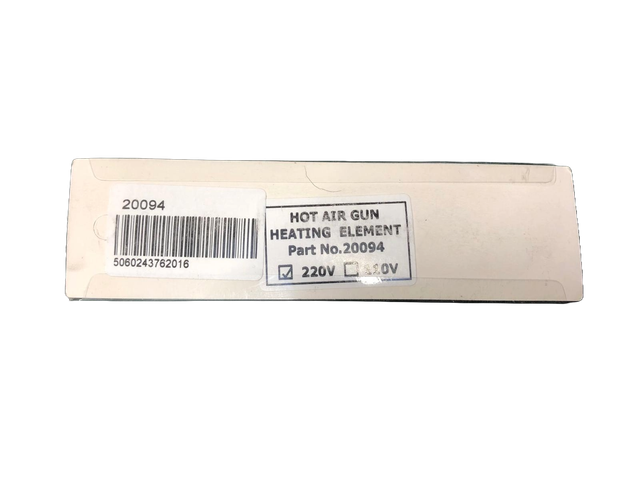 20094
5060243762016
HOT AIR GUN
HEATING ELEMENT
Part No.20094
☑ 220V ☐